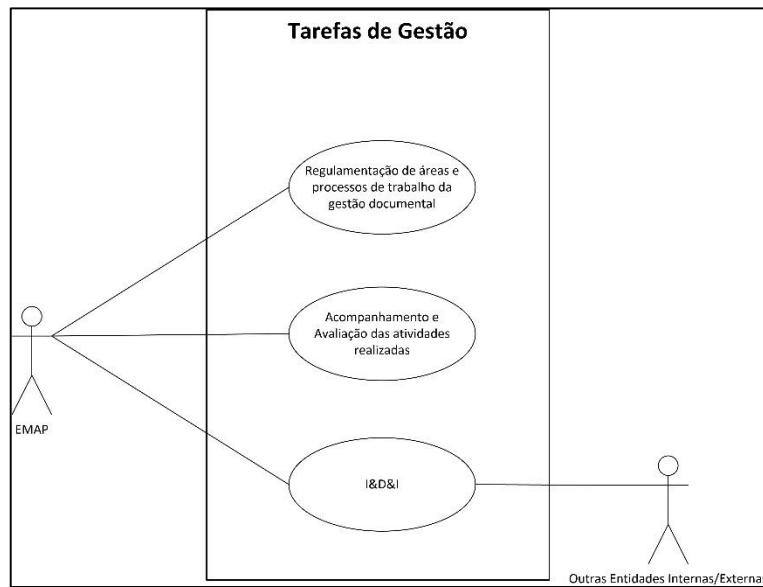 Tarefas de Gestão
Regulamentação de áreas e
processos de trabalho da
gestão documental
Acompanhamento e
Avaliação das atividades
realizadas
EMAP
I&D&I
Outras Entidades Internas/Externas